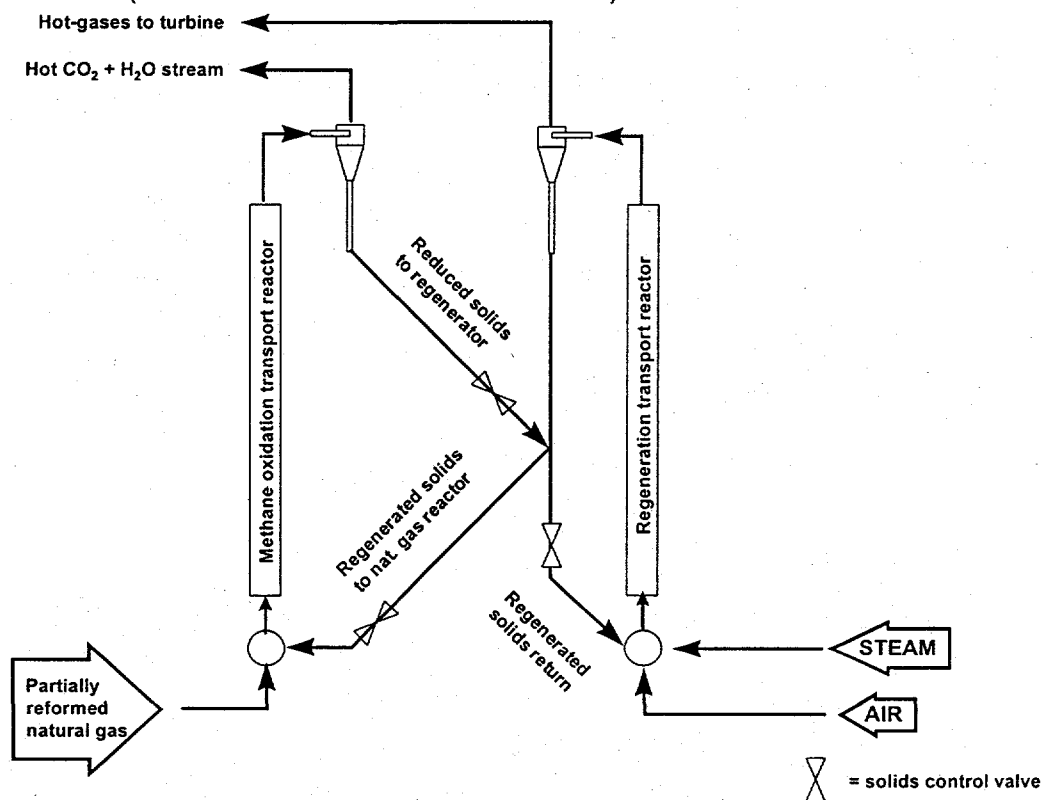 Hot-gases to turbine
Hot CO₂ + H₂O stream
Methane oxidation transport reactor
Reduced solids
to regenerator
Regeneration transport reactor
Regenerated solids
to nat. gas reactor
Regenerated
solids return
STEAM
Partially
reformed
natural gas
AIR
= solids control valve